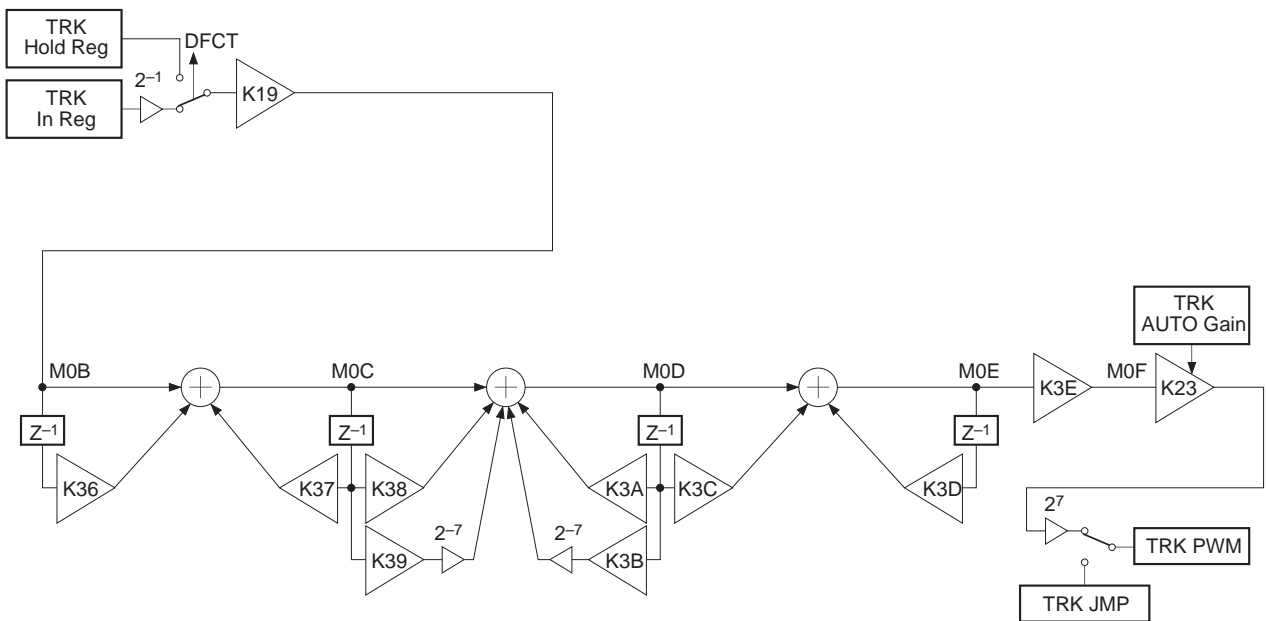 TRK
Hold Reg
DFCT
2⁻¹
K19
TRK
In Reg
TRK
AUTO Gain
M0B
M0C
M0D
M0E
M0F
K3E
K23
Z⁻¹
Z⁻¹
Z⁻¹
Z⁻¹
K36
K37
K38
K3A
K3C
K3D
K39
2⁻⁷
2⁻⁷
K3B
2⁷
TRK PWM
TRK JMP